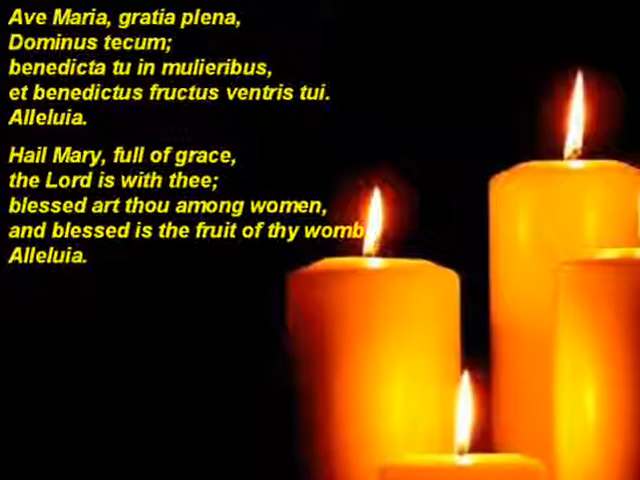 Ave Maria, gratia plena,
Dominus tecum;
benedicta tu in mulieribus,
et benedictus fructus ventris tui.
Alleluia.
Hail Mary, full of grace,
the Lord is with thee;
blessed art thou among women,
and blessed is the fruit of thy womb
Alleluia.